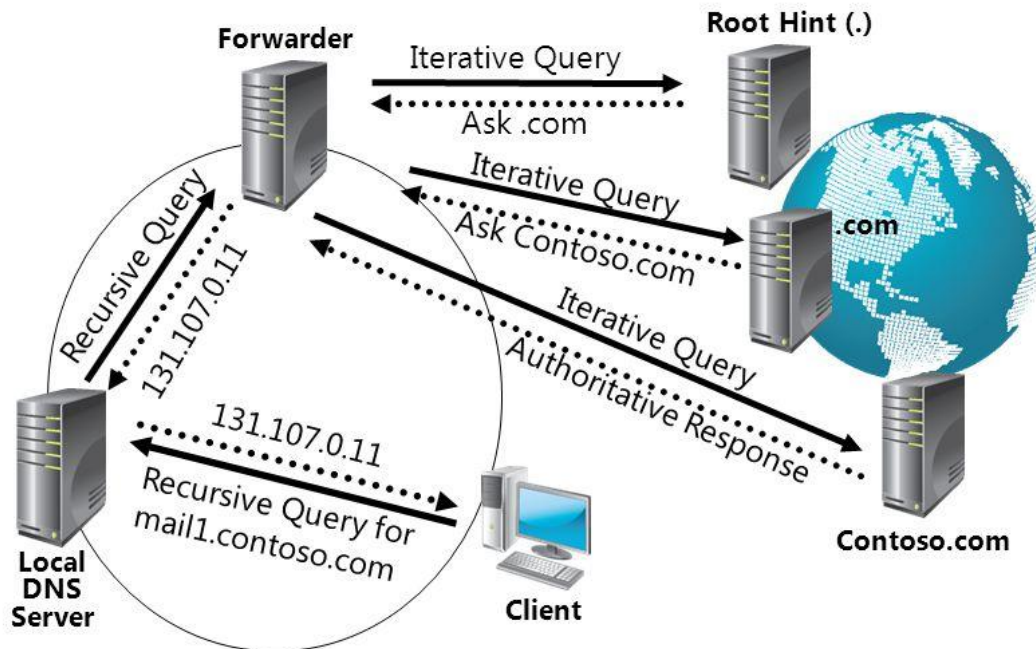 Forwarder
Root Hint (.)
Iterative Query
Ask .com
Iterative Query
Ask Contoso.com
.com
Iterative Query
Authoritative Response
Recursive Query
131.107.0.11
131.107.0.11
Recursive Query for
mail1.contoso.com
Local
DNS
Server
Client
Contoso.com